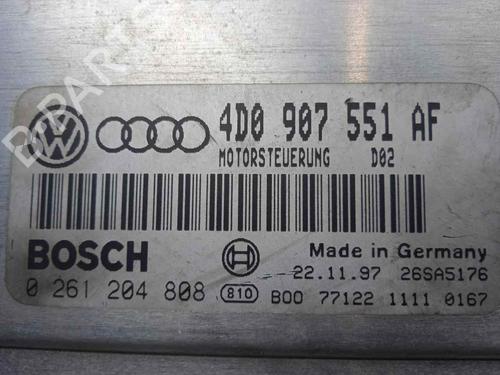 4D0 907 551 AF
MOTORSTEUERUNG D02
BOSCH
Made in Germany
22.11.97 26SA5176
0 261 204 808 810 B00 77122 1111 0167